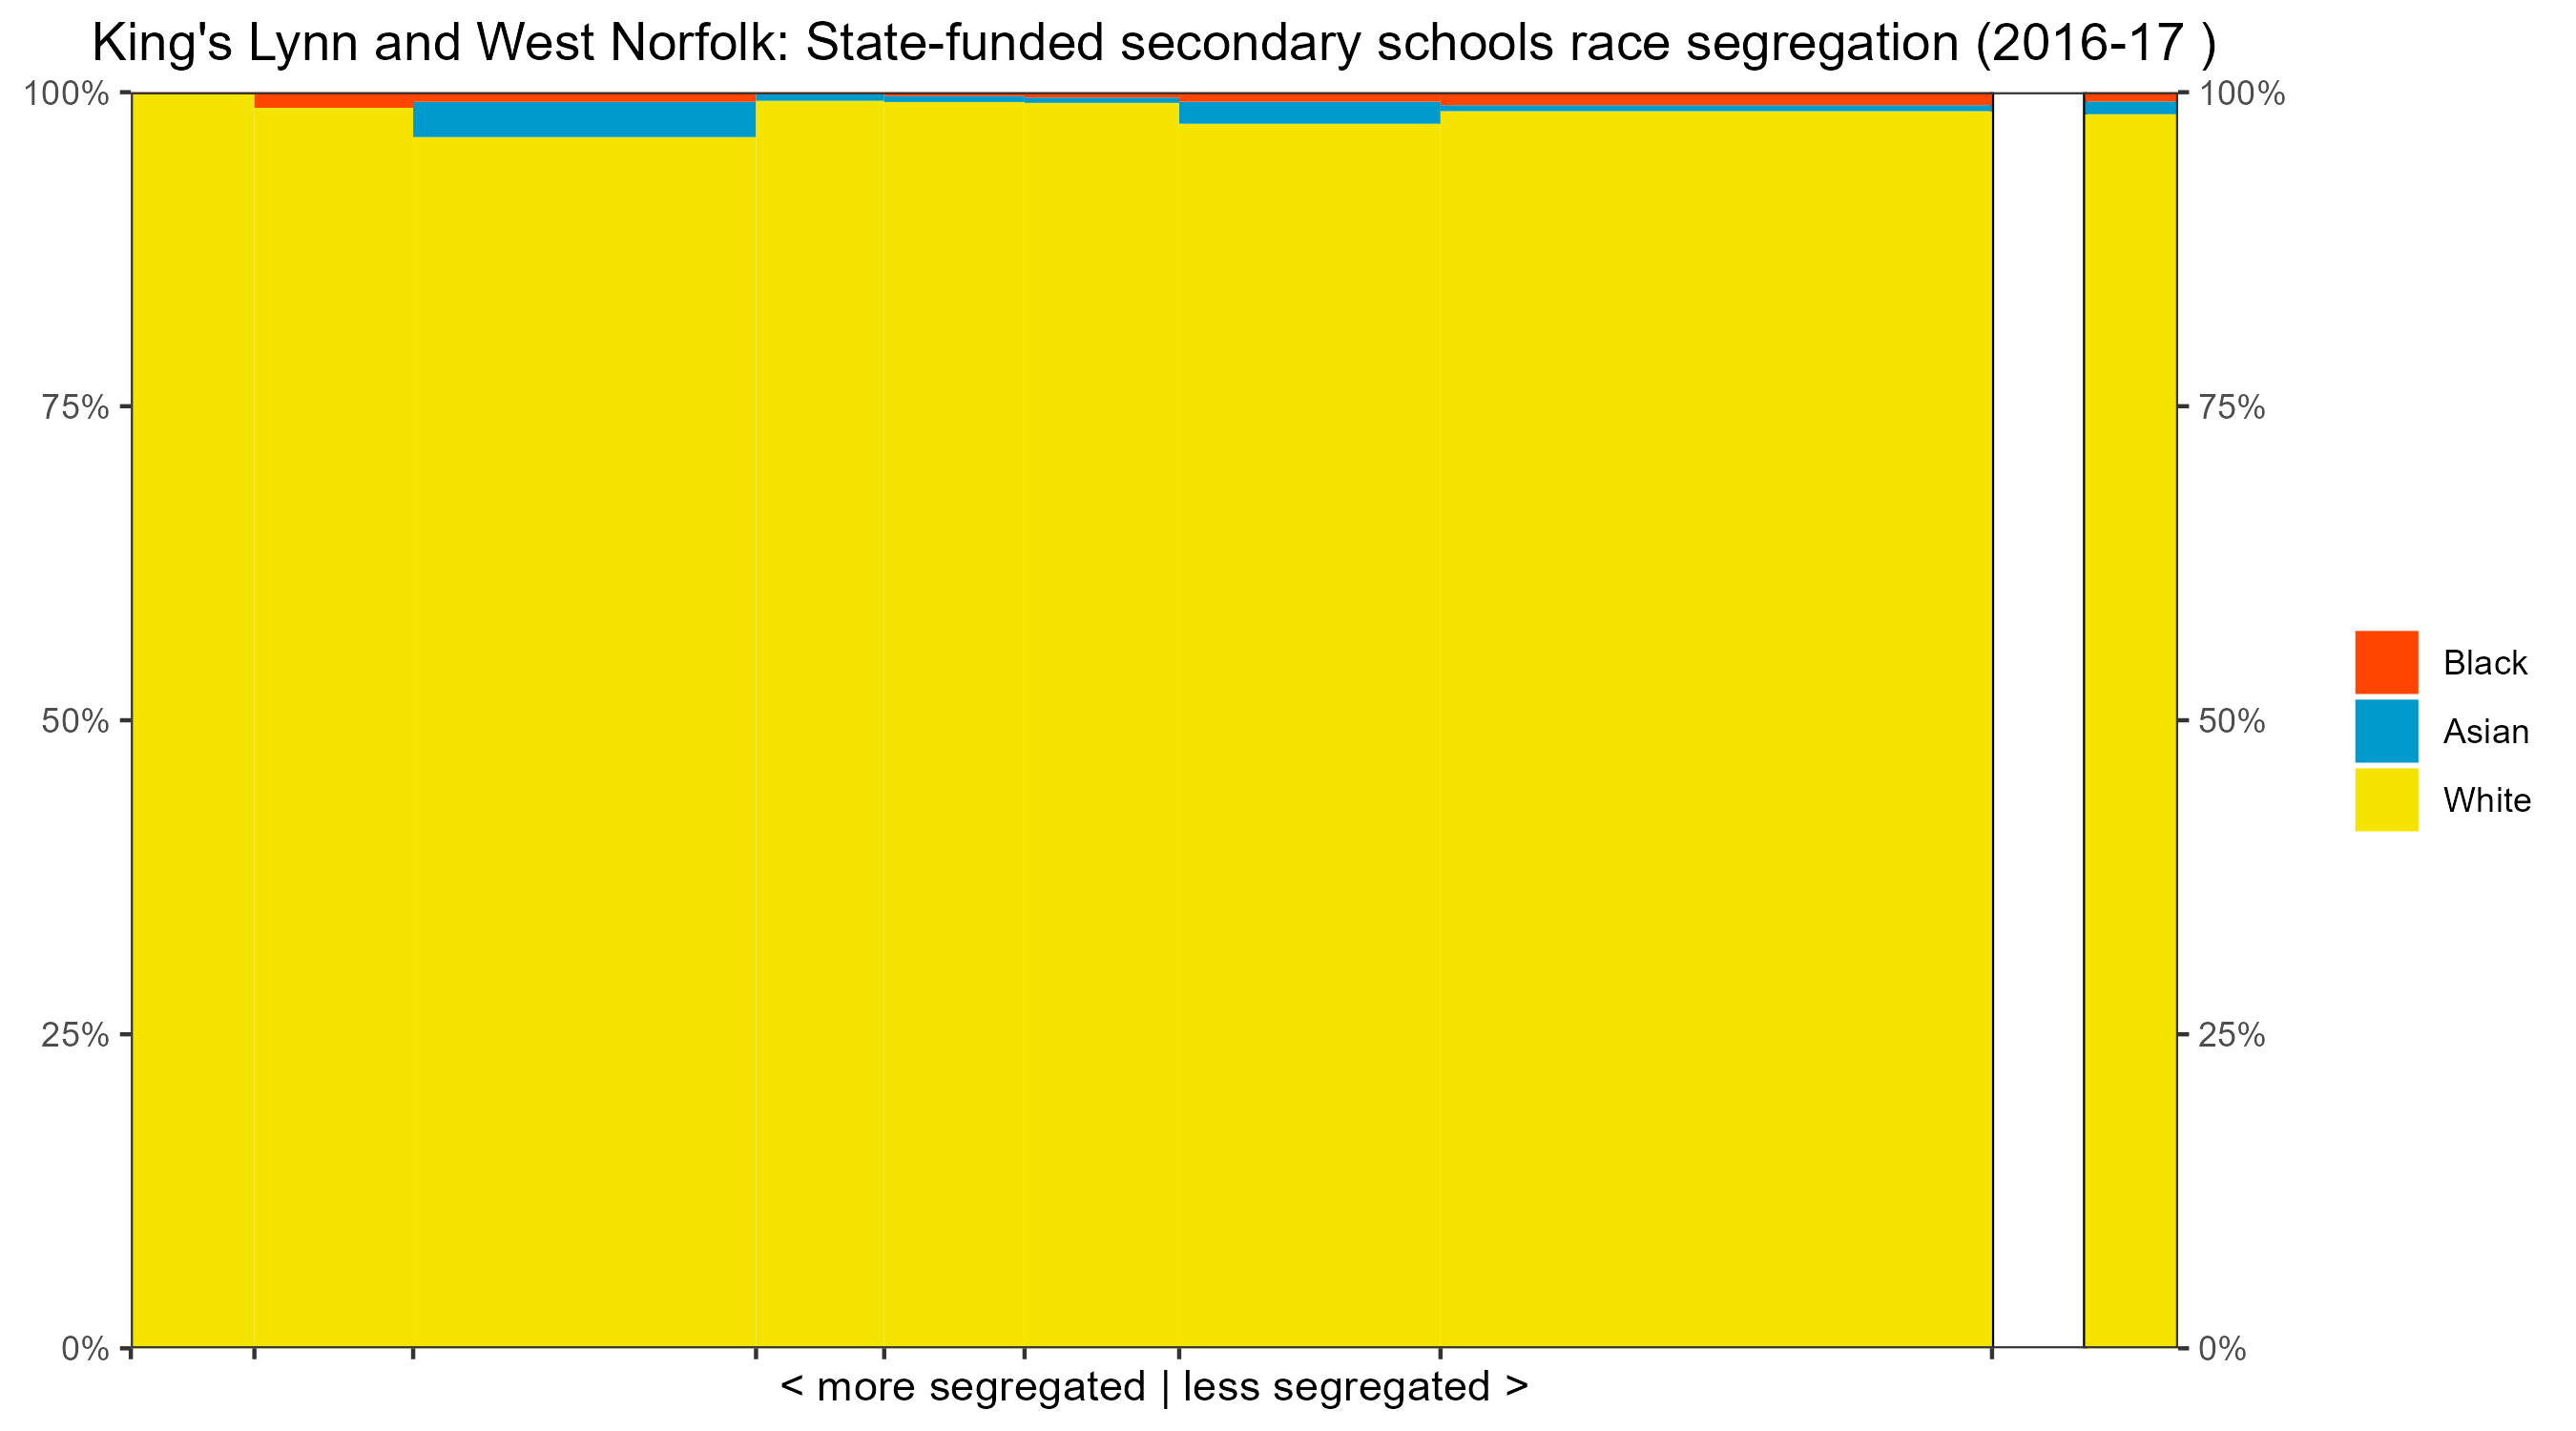 King's Lynn and West Norfolk: State-funded secondary schools race segregation (2016-17 )
100%
75%
50%
25%
0%
100%
75%
50%
25%
0%
Black
Asian
White
< more segregated | less segregated >